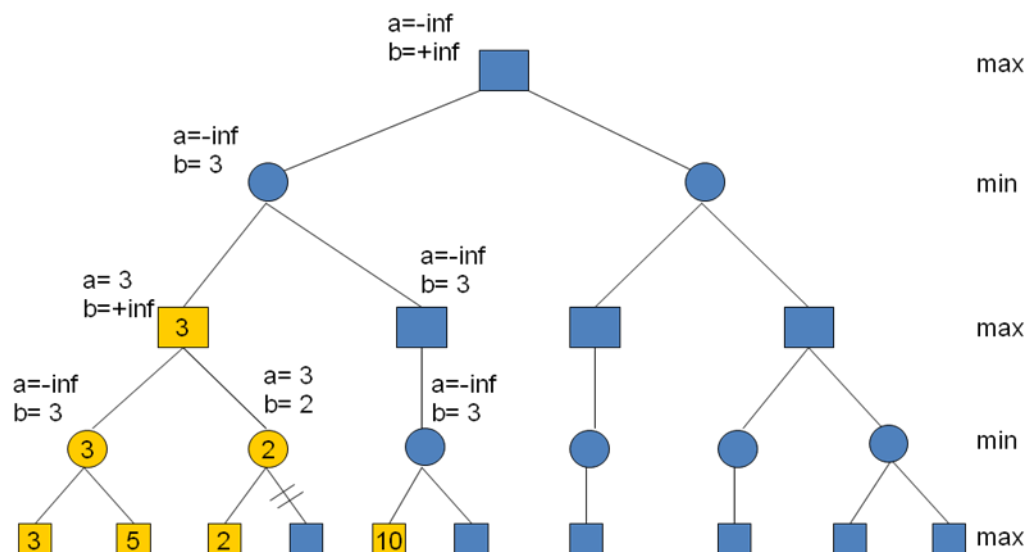 a=-inf
b=+inf
max
a=-inf
b= 3
min
a=-inf
b= 3
a= 3
b=+inf
3
max
a=-inf
b= 3
a= 3
b= 2
a=-inf
b= 3
3
2
min
3
5
2
10
max